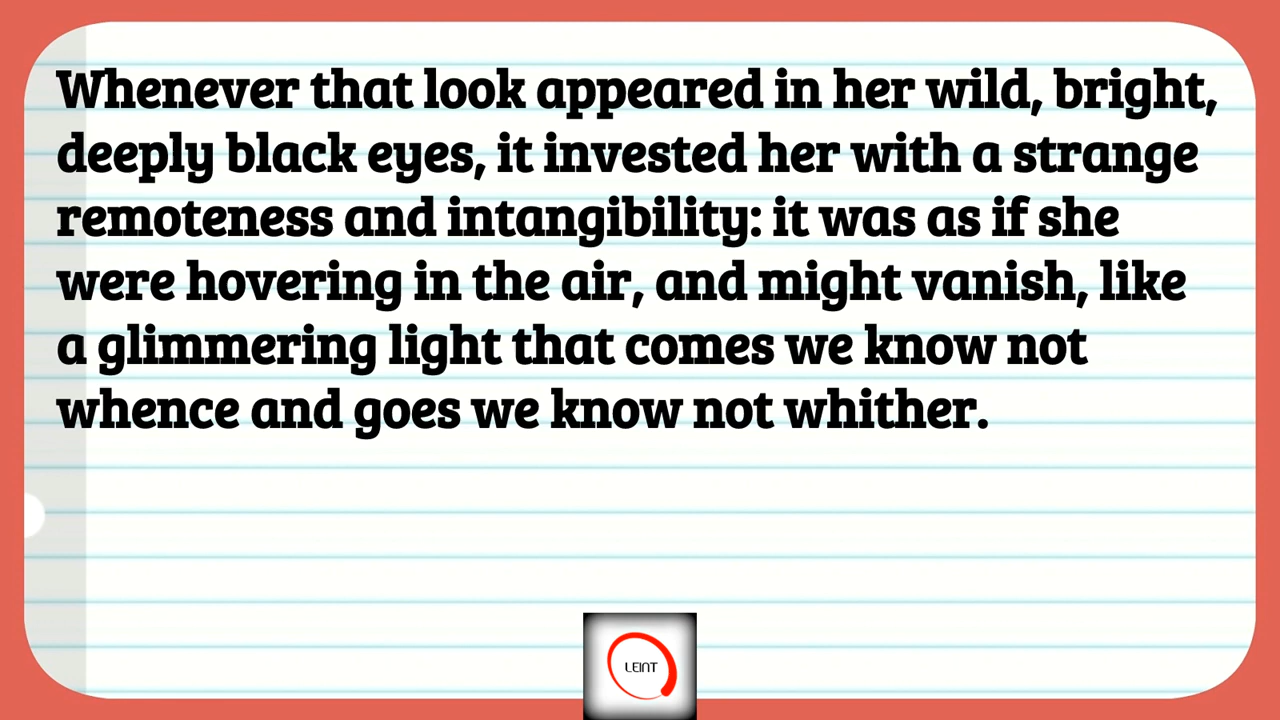 Whenever that look appeared in her wild, bright,
deeply black eyes, it invested her with a strange
remoteness and intangibility: it was as if she
were hovering in the air, and might vanish, like
a glimmering light that comes we know not
whence and goes we know not whither.
LEINT